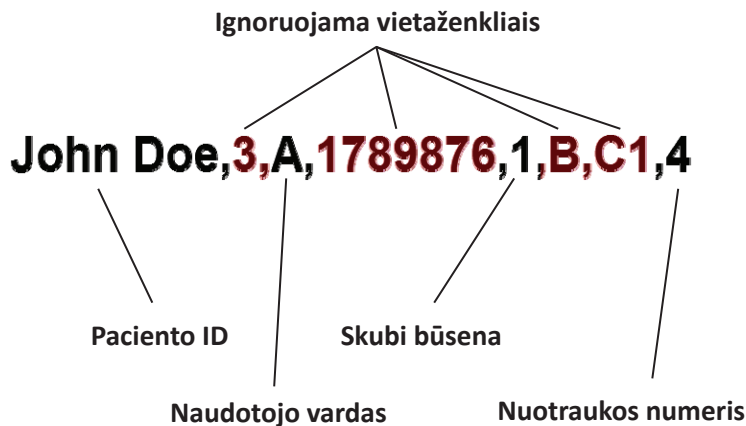 Ignoruojama vietaženkliais
John Doe,3,A,1789876,1,B,C1,4
Paciento ID
Skubi būsena
Naudotojo vardas
Nuotraukos numeris